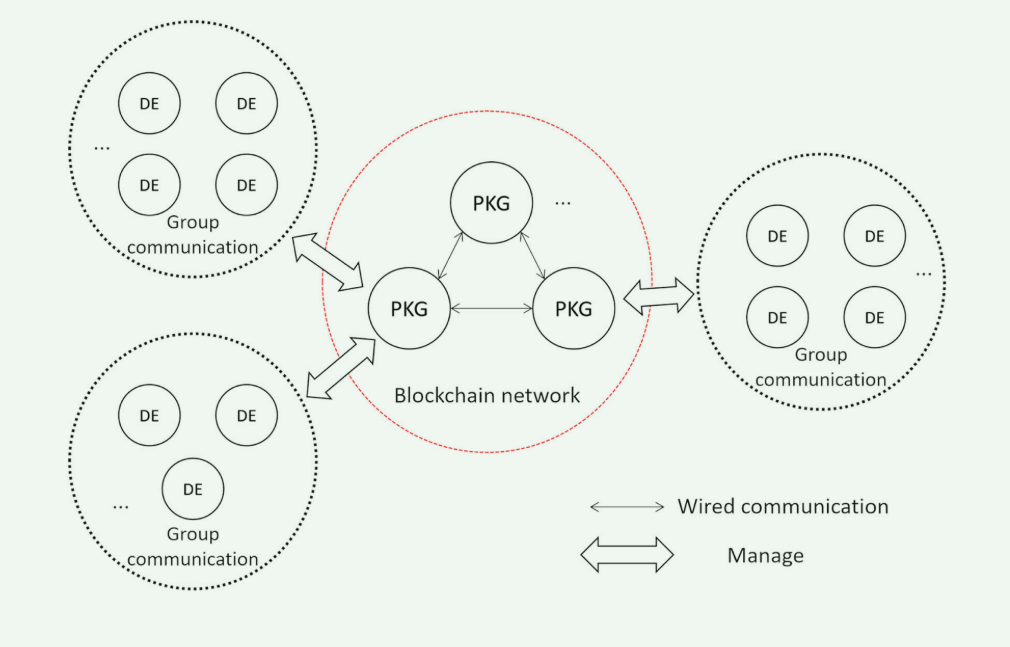 DE DE
...
DE DE
Group
communication
PKG ...
PKG PKG
Blockchain network
DE DE
...
DE DE
Group
communication
DE DE
DE
...
Group
communication
Wired communication
Manage